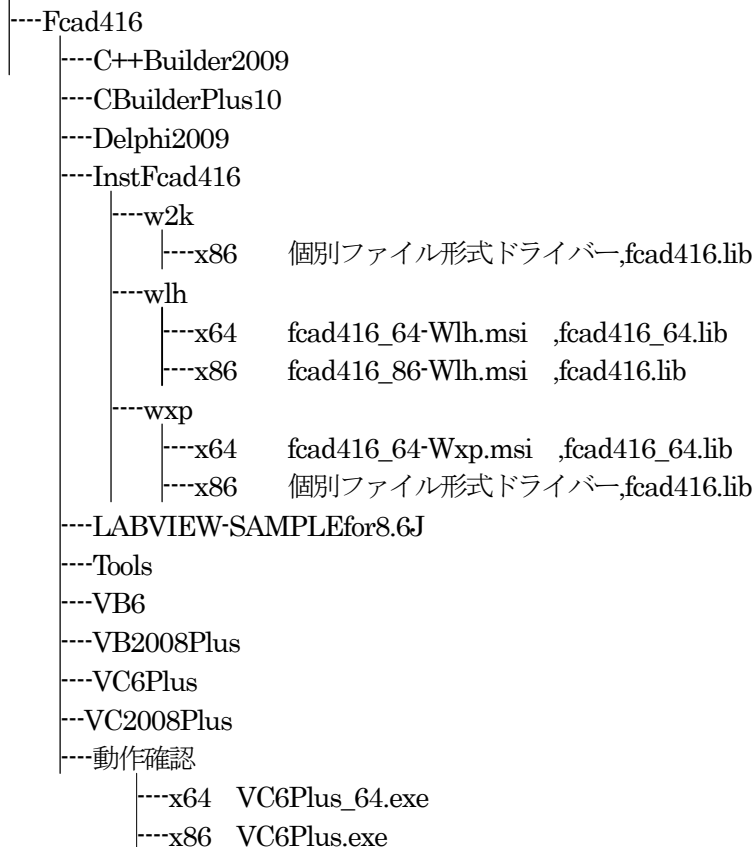 ----Fcad416
----C++Builder2009
----CBuilderPlus10
----Delphi2009
----InstFcad416
----w2k
----x86 個別ファイル形式ドライバー,fcad416.lib
----wlh
----x64 fcad416_64-Wlh.msi ,fcad416_64.lib
----x86 fcad416_86-Wlh.msi ,fcad416.lib
----wxp
----x64 fcad416_64-Wxp.msi ,fcad416_64.lib
----x86 個別ファイル形式ドライバー,fcad416.lib
----LABVIEW-SAMPLEfor8.6J
----Tools
----VB6
----VB2008Plus
----VC6Plus
---VC2008Plus
----動作確認
----x64 VC6Plus_64.exe
----x86 VC6Plus.exe